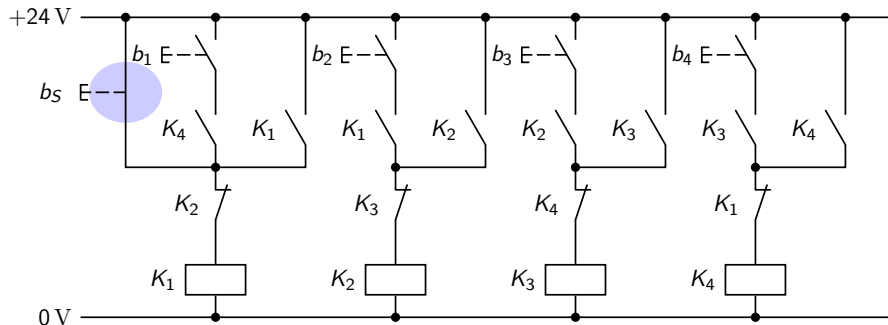 +24 V
b1 b2 b3 b4
bS
K4 K1 K1 K2 K2 K3 K3 K4
K2 K3 K4 K1
K1 K2 K3 K4
0 V